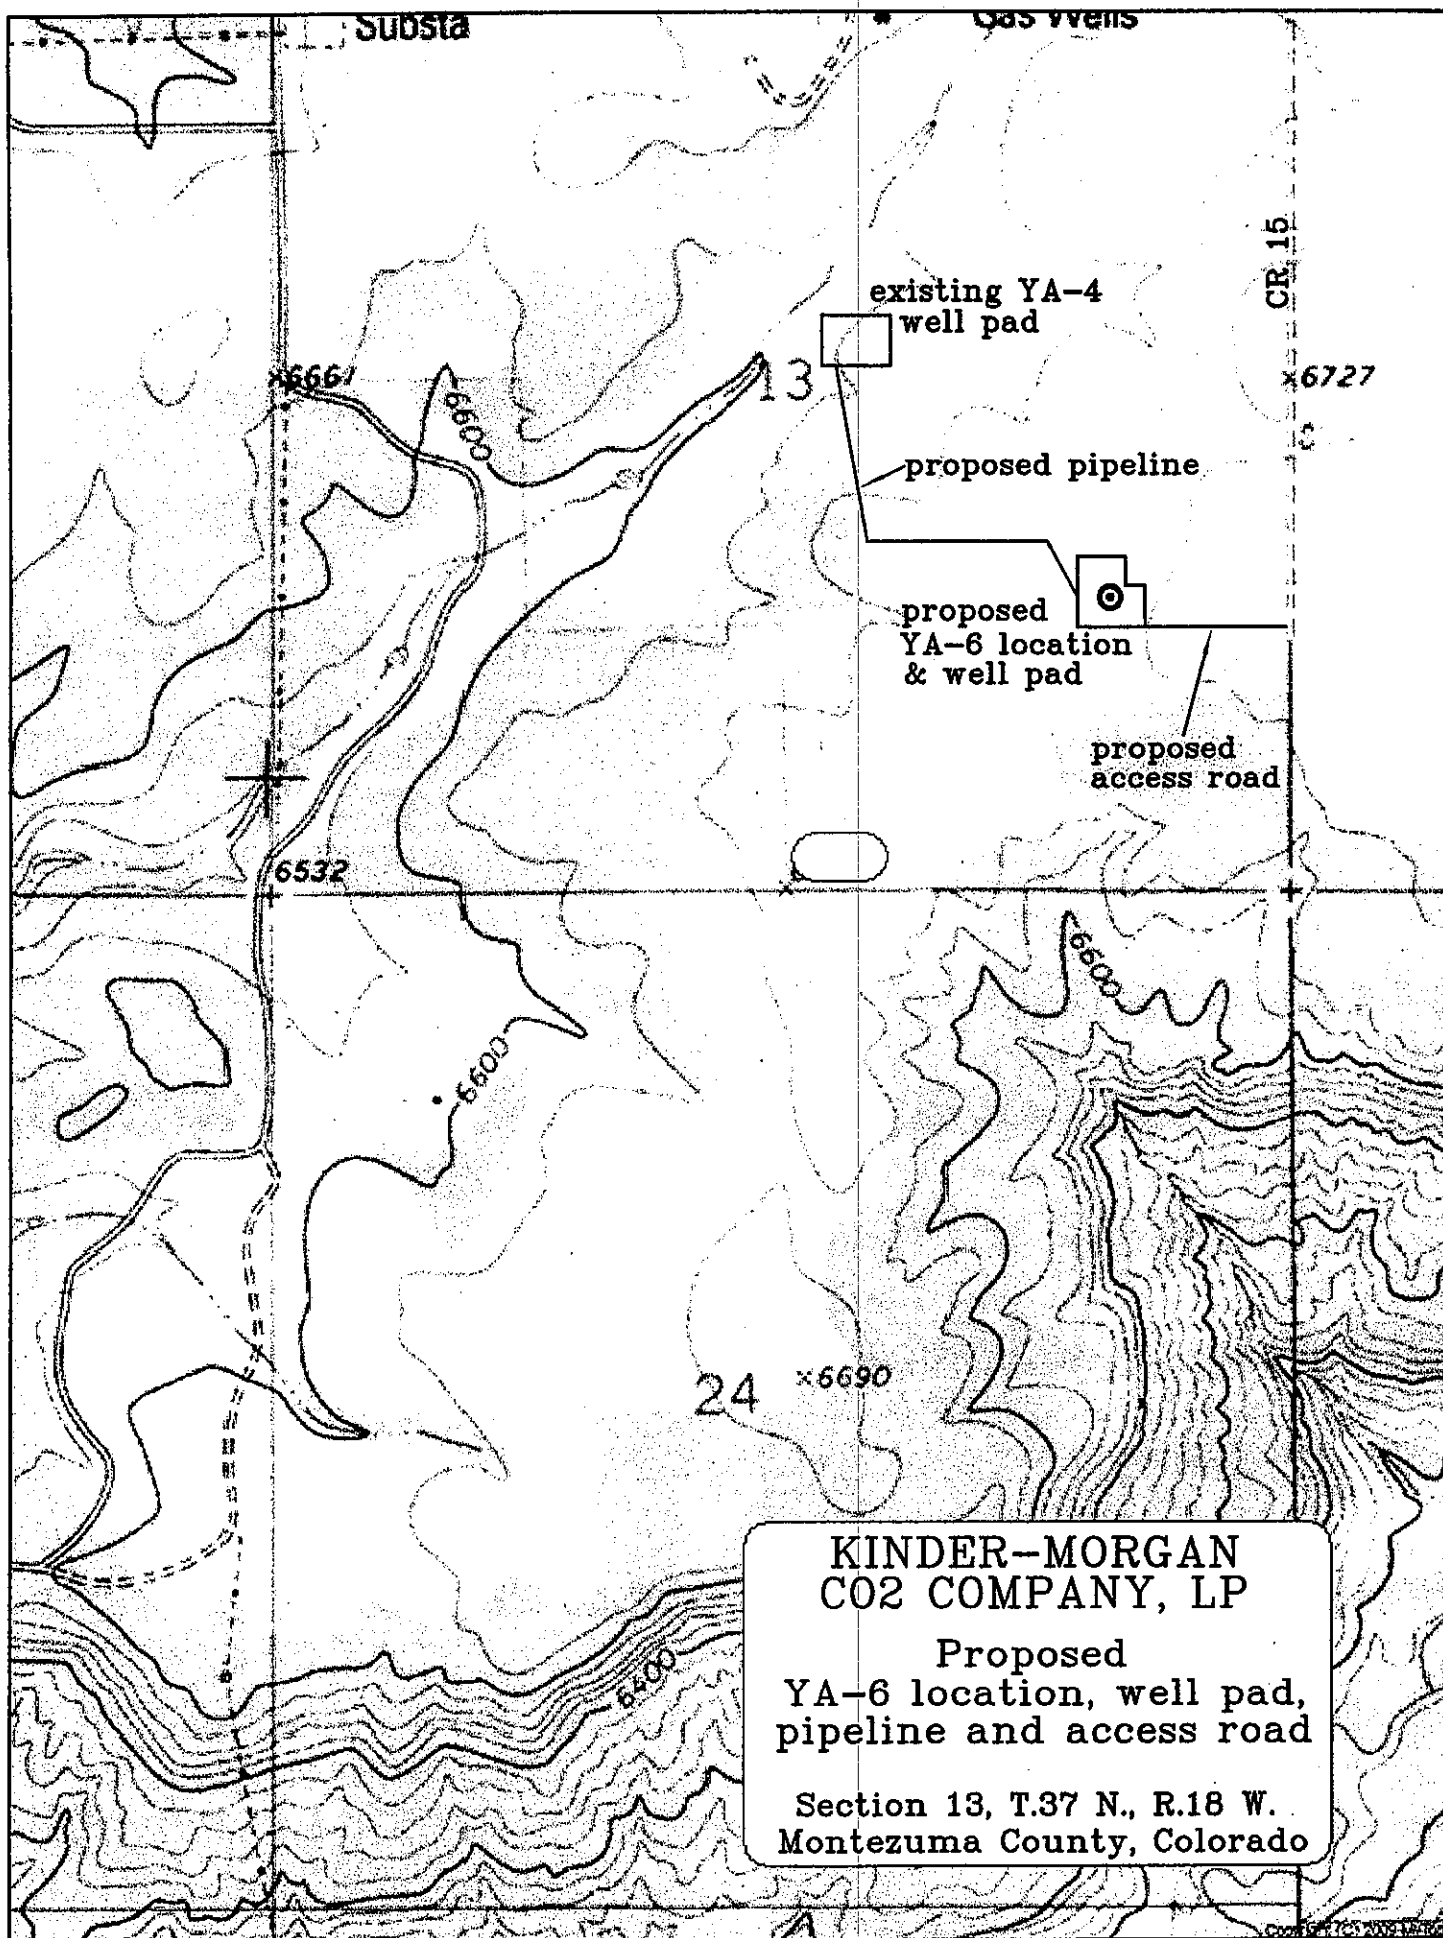 Substa
Gas Wells
CR 15
existing YA-4
well pad
×666
6600
13
×6727
proposed pipeline
proposed
YA-6 location
& well pad
proposed
access road
6532
6600
6600
24
×6690
6400
KINDER-MORGAN
CO2 COMPANY, LP
Proposed
YA-6 location, well pad,
pipeline and access road
Section 13, T.37 N., R.18 W.
Montezuma County, Colorado